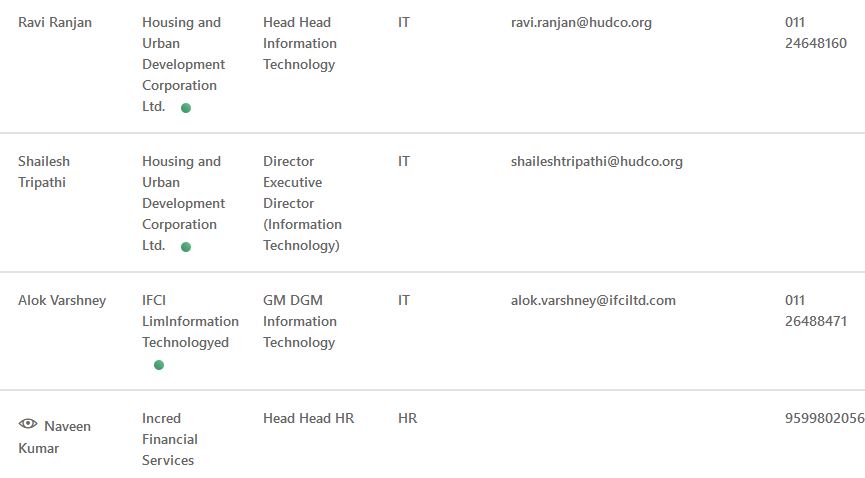 Ravi Ranjan
Housing and
Urban
Development
Corporation
Ltd.
Head Head
Information
Technology
IT
ravi.ranjan@hudco.org
011
24648160
Shailesh
Tripathi
Housing and
Urban
Development
Corporation
Ltd.
Director
Executive
Director
(Information
Technology)
IT
shaileshtripathi@hudco.org
Alok Varshney
IFCI
LimInformation
Technologyed
GM DGM
Information
Technology
IT
alok.varshney@ifciltd.com
011
26488471
Naveen
Kumar
Incred
Financial
Services
Head Head HR
HR
9599802056